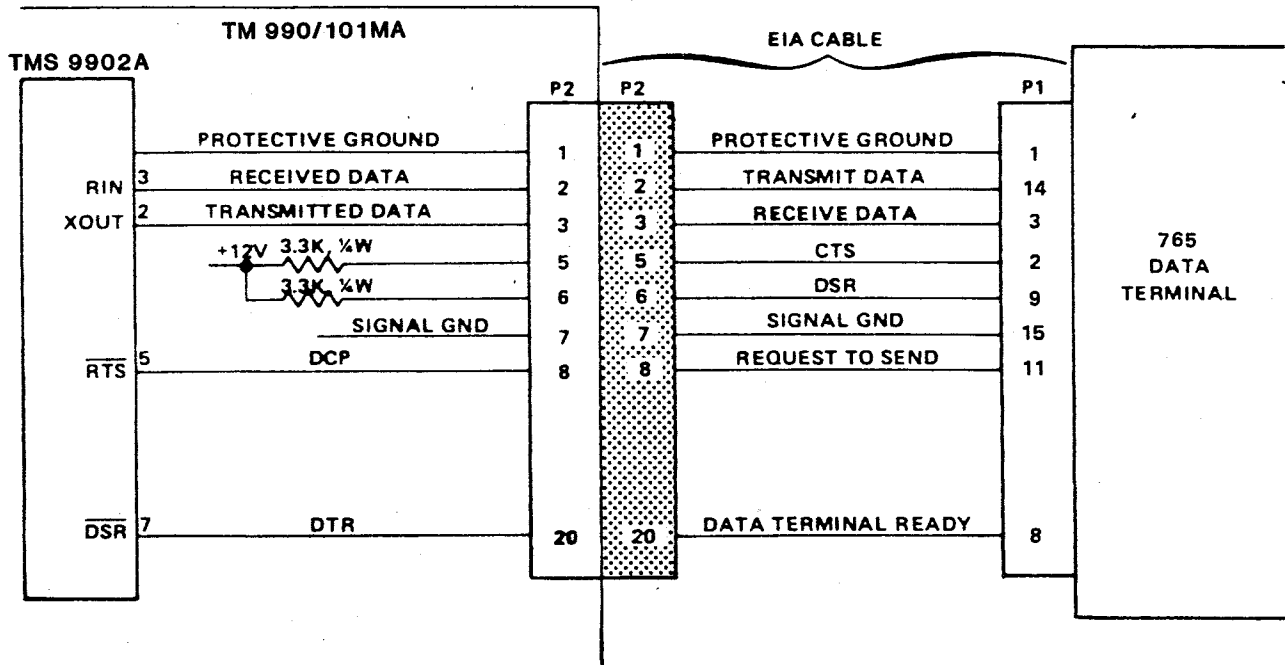 TM 990/101MA
EIA CABLE
TMS 9902A
P2 P2 P1
PROTECTIVE GROUND 1 1 PROTECTIVE GROUND 1
RIN 3 RECEIVED DATA 2 2 TRANSMIT DATA 14
XOUT 2 TRANSMITTED DATA 3 3 RECEIVE DATA 3
+12V 3.3K, ¼W 5 5 CTS 2
3.3K, ¼W 6 6 DSR 9
SIGNAL GND 7 7 SIGNAL GND 15
RTS 5 DCP 8 8 REQUEST TO SEND 11
DSR 7 DTR 20 20 DATA TERMINAL READY 8
765
DATA
TERMINAL